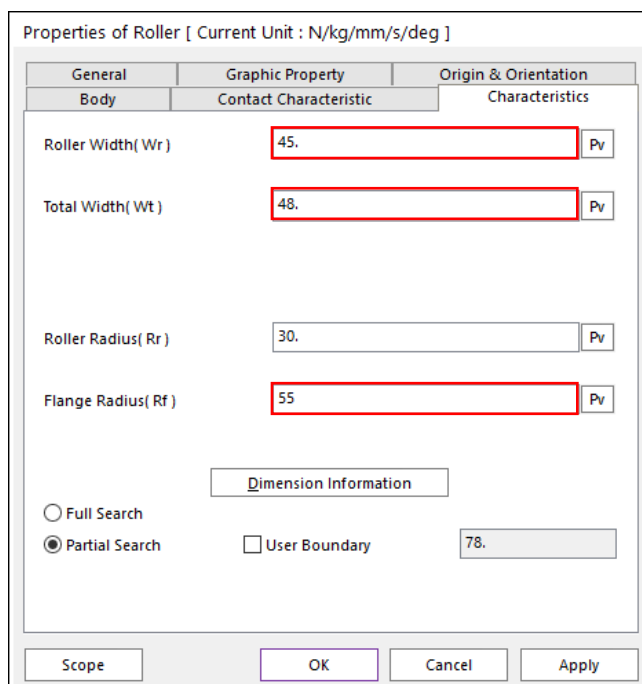 Properties of Roller [ Current Unit : N/kg/mm/s/deg ]
General Graphic Property Origin & Orientation
Body Contact Characteristic Characteristics
Roller Width( Wr ) 45. Pv
Total Width( Wt ) 48. Pv
Roller Radius( Rr ) 30. Pv
Flange Radius( Rf ) 55 Pv
Dimension Information
Full Search
Partial Search User Boundary 78.
Scope OK Cancel Apply